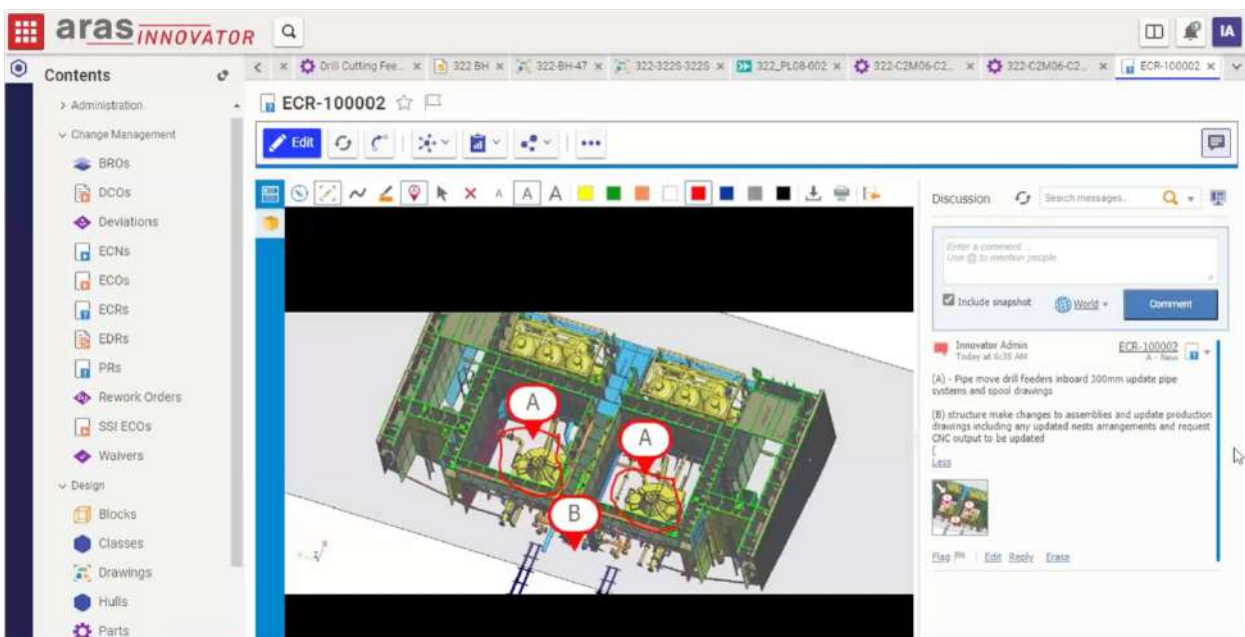 aras INNOVATOR
IA
Contents
Drill Cutting Fee...
322 BH
322-BH-47
322-322S-322S
322_PL08-002
322-C2M06-C2...
322-C2M06-C2...
ECR-100002
Administration
Change Management
BROs
DCOs
Deviations
ECNs
ECOs
ECRs
EDRs
PRs
Rework Orders
SSI ECOs
Waivers
Design
Blocks
Classes
Drawings
Hulls
Parts
ECR-100002
Edit
A A A
A
A
B
Discussion
Search messages...
Enter a comment ...
Use @ to mention people
Include snapshot
World
Comment
Innovator Admin
Today at 6:35 AM
ECR-100002
A - New
(A) - Pipe move drill feeders inboard 300mm update pipe
systems and spool drawings
(B) structure make changes to assemblies and update production
drawings including any updated nests arrangements and request
CNC output to be updated
[
Less
Flag
Edit Reply Erase